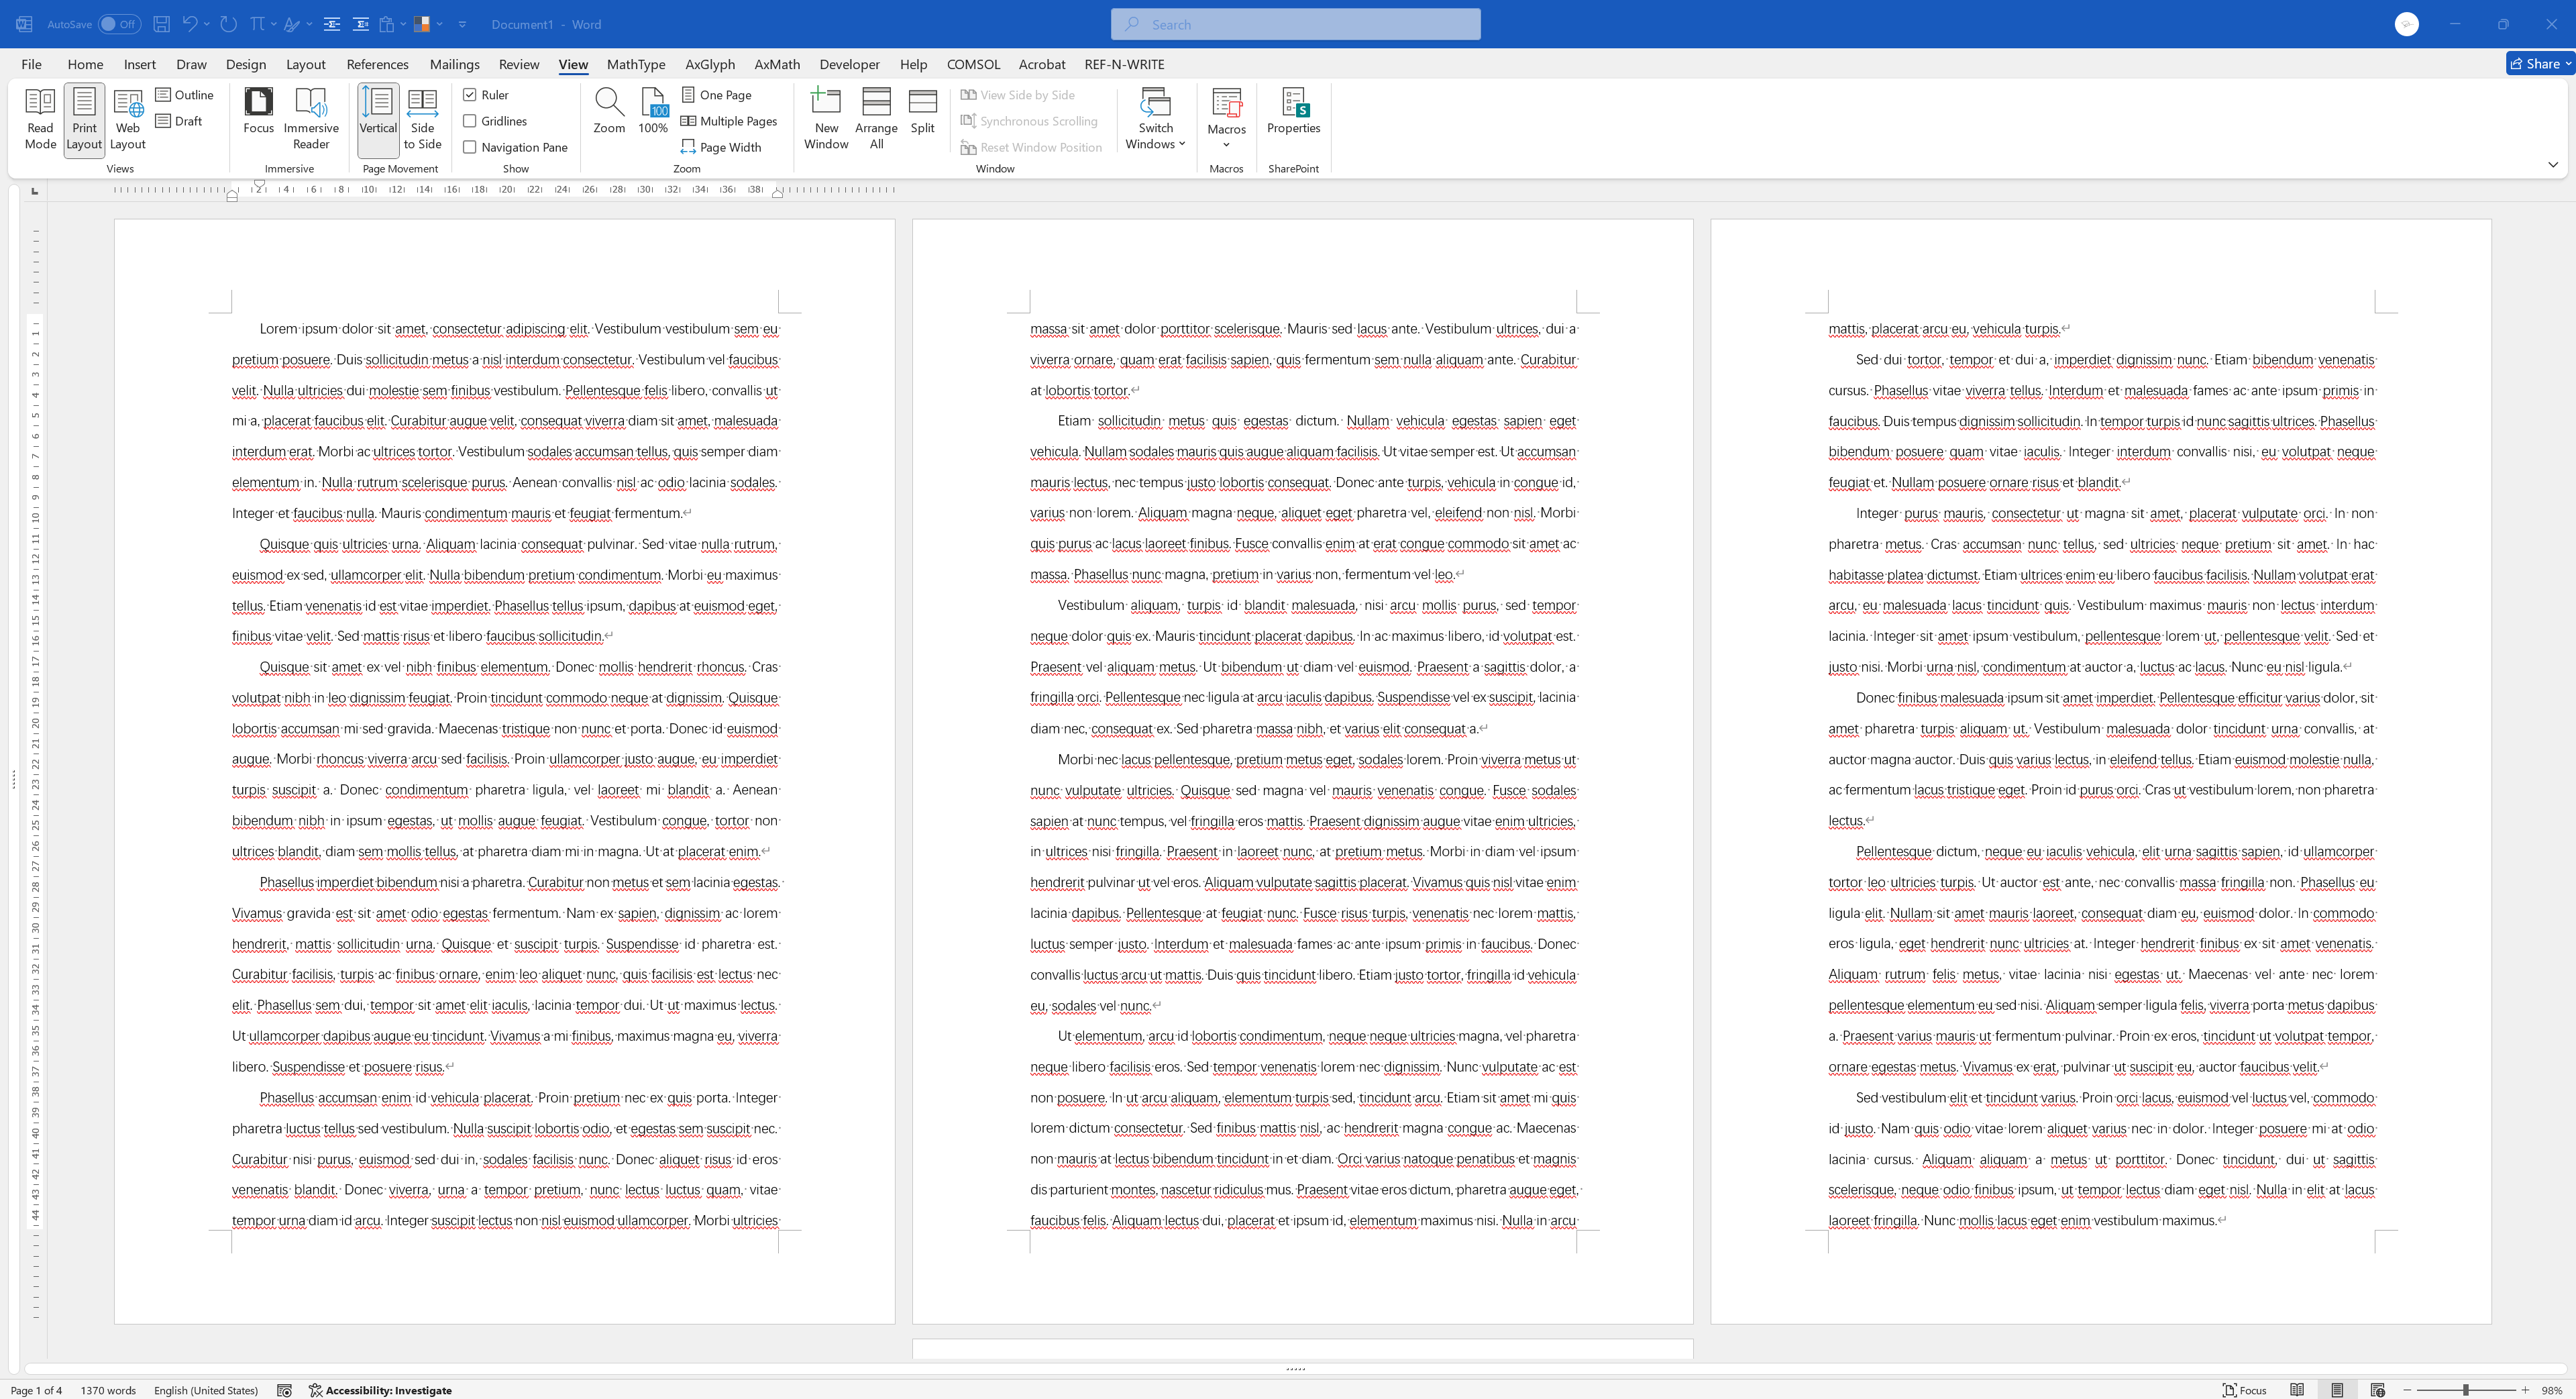 AutoSave Off Document1 - Word Search
File Home Insert Draw Design Layout References Mailings Review View MathType AxGlyph AxMath Developer Help COMSOL Acrobat REF-N-WRITE Share
Read Mode
Print Layout
Web Layout
Outline
Draft
Views
Focus
Immersive Reader
Immersive
Vertical
Side to Side
Page Movement
Ruler
Gridlines
Navigation Pane
Show
Zoom
100%
One Page
Multiple Pages
Page Width
Zoom
New Window
Arrange All
Split
View Side by Side
Synchronous Scrolling
Reset Window Position
Window
Switch Windows
Macros
Macros
Properties
SharePoint
2 4 6 8 10 12 14 16 18 20 22 24 26 28 30 32 34 36 38
1 2 3 4 5 6 7 8 9 10 11 12 13 14 15 16 17 18 19 20 21 22 23 24 25 26 27 28 29 30 31 32 33 34 35 36 37 38 39 40 41 42 43 44
Lorem ipsum dolor sit amet, consectetur adipiscing elit. Vestibulum vestibulum sem eu
pretium posuere. Duis sollicitudin metus a nisl interdum consectetur. Vestibulum vel faucibus
velit. Nulla ultricies dui molestie sem finibus vestibulum. Pellentesque felis libero, convallis ut
mi a, placerat faucibus elit. Curabitur augue velit, consequat viverra diam sit amet, malesuada
interdum erat. Morbi ac ultrices tortor. Vestibulum sodales accumsan tellus, quis semper diam
elementum in. Nulla rutrum scelerisque purus. Aenean convallis nisl ac odio lacinia sodales.
Integer et faucibus nulla. Mauris condimentum mauris et feugiat fermentum.
Quisque quis ultricies urna. Aliquam lacinia consequat pulvinar. Sed vitae nulla rutrum,
euismod ex sed, ullamcorper elit. Nulla bibendum pretium condimentum. Morbi eu maximus
tellus. Etiam venenatis id est vitae imperdiet. Phasellus tellus ipsum, dapibus at euismod eget,
finibus vitae velit. Sed mattis risus et libero faucibus sollicitudin.
Quisque sit amet ex vel nibh finibus elementum. Donec mollis hendrerit rhoncus. Cras
volutpat nibh in leo dignissim feugiat. Proin tincidunt commodo neque at dignissim. Quisque
lobortis accumsan mi sed gravida. Maecenas tristique non nunc et porta. Donec id euismod
augue. Morbi rhoncus viverra arcu sed facilisis. Proin ullamcorper justo augue, eu imperdiet
turpis suscipit a. Donec condimentum pharetra ligula, vel laoreet mi blandit a. Aenean
bibendum nibh in ipsum egestas, ut mollis augue feugiat. Vestibulum congue, tortor non
ultrices blandit, diam sem mollis tellus, at pharetra diam mi in magna. Ut at placerat enim.
Phasellus imperdiet bibendum nisi a pharetra. Curabitur non metus et sem lacinia egestas.
Vivamus gravida est sit amet odio egestas fermentum. Nam ex sapien, dignissim ac lorem
hendrerit, mattis sollicitudin urna. Quisque et suscipit turpis. Suspendisse id pharetra est.
Curabitur facilisis, turpis ac finibus ornare, enim leo aliquet nunc, quis facilisis est lectus nec
elit. Phasellus sem dui, tempor sit amet elit iaculis, lacinia tempor dui. Ut ut maximus lectus.
Ut ullamcorper dapibus augue eu tincidunt. Vivamus a mi finibus, maximus magna eu, viverra
libero. Suspendisse et posuere risus.
Phasellus accumsan enim id vehicula placerat. Proin pretium nec ex quis porta. Integer
pharetra luctus tellus sed vestibulum. Nulla suscipit lobortis odio, et egestas sem suscipit nec.
Curabitur nisi purus, euismod sed dui in, sodales facilisis nunc. Donec aliquet risus id eros
venenatis blandit. Donec viverra, urna a tempor pretium, nunc lectus luctus quam, vitae
tempor urna diam id arcu. Integer suscipit lectus non nisl euismod ullamcorper. Morbi ultricies
massa sit amet dolor porttitor scelerisque. Mauris sed lacus ante. Vestibulum ultrices, dui a
viverra ornare, quam erat facilisis sapien, quis fermentum sem nulla aliquam ante. Curabitur
at lobortis tortor.
Etiam sollicitudin metus quis egestas dictum. Nullam vehicula egestas sapien eget
vehicula. Nullam sodales mauris quis augue aliquam facilisis. Ut vitae semper est. Ut accumsan
mauris lectus, nec tempus justo lobortis consequat. Donec ante turpis, vehicula in congue id,
varius non lorem. Aliquam magna neque, aliquet eget pharetra vel, eleifend non nisl. Morbi
quis purus ac lacus laoreet finibus. Fusce convallis enim at erat congue commodo sit amet ac
massa. Phasellus nunc magna, pretium in varius non, fermentum vel leo.
Vestibulum aliquam, turpis id blandit malesuada, nisi arcu mollis purus, sed tempor
neque dolor quis ex. Mauris tincidunt placerat dapibus. In ac maximus libero, id volutpat est.
Praesent vel aliquam metus. Ut bibendum ut diam vel euismod. Praesent a sagittis dolor, a
fringilla orci. Pellentesque nec ligula at arcu iaculis dapibus. Suspendisse vel ex suscipit, lacinia
diam nec, consequat ex. Sed pharetra massa nibh, et varius elit consequat a.
Morbi nec lacus pellentesque, pretium metus eget, sodales lorem. Proin viverra metus ut
nunc vulputate ultricies. Quisque sed magna vel mauris venenatis congue. Fusce sodales
sapien at nunc tempus, vel fringilla eros mattis. Praesent dignissim augue vitae enim ultricies,
in ultrices nisi fringilla. Praesent in laoreet nunc, at pretium metus. Morbi in diam vel ipsum
hendrerit pulvinar ut vel eros. Aliquam vulputate sagittis placerat. Vivamus quis nisl vitae enim
lacinia dapibus. Pellentesque at feugiat nunc. Fusce risus turpis, venenatis nec lorem mattis,
luctus semper justo. Interdum et malesuada fames ac ante ipsum primis in faucibus. Donec
convallis luctus arcu ut mattis. Duis quis tincidunt libero. Etiam justo tortor, fringilla id vehicula
eu, sodales vel nunc.
Ut elementum, arcu id lobortis condimentum, neque neque ultricies magna, vel pharetra
neque libero facilisis eros. Sed tempor venenatis lorem nec dignissim. Nunc vulputate ac est
non posuere. In ut arcu aliquam, elementum turpis sed, tincidunt arcu. Etiam sit amet mi quis
lorem dictum consectetur. Sed finibus mattis nisl, ac hendrerit magna congue ac. Maecenas
non mauris at lectus bibendum tincidunt in et diam. Orci varius natoque penatibus et magnis
dis parturient montes, nascetur ridiculus mus. Praesent vitae eros dictum, pharetra augue eget,
faucibus felis. Aliquam lectus dui, placerat et ipsum id, elementum maximus nisi. Nulla in arcu
mattis, placerat arcu eu, vehicula turpis.
Sed dui tortor, tempor et dui a, imperdiet dignissim nunc. Etiam bibendum venenatis
cursus. Phasellus vitae viverra tellus. Interdum et malesuada fames ac ante ipsum primis in
faucibus. Duis tempus dignissim sollicitudin. In tempor turpis id nunc sagittis ultrices. Phasellus
bibendum posuere quam vitae iaculis. Integer interdum convallis nisi, eu volutpat neque
feugiat et. Nullam posuere ornare risus et blandit.
Integer purus mauris, consectetur ut magna sit amet, placerat vulputate orci. In non
pharetra metus. Cras accumsan nunc tellus, sed ultricies neque pretium sit amet. In hac
habitasse platea dictumst. Etiam ultrices enim eu libero faucibus facilisis. Nullam volutpat erat
arcu, eu malesuada lacus tincidunt quis. Vestibulum maximus mauris non lectus interdum
lacinia. Integer sit amet ipsum vestibulum, pellentesque lorem ut, pellentesque velit. Sed et
justo nisi. Morbi urna nisl, condimentum at auctor a, luctus ac lacus. Nunc eu nisl ligula.
Donec finibus malesuada ipsum sit amet imperdiet. Pellentesque efficitur varius dolor, sit
amet pharetra turpis aliquam ut. Vestibulum malesuada dolor tincidunt urna convallis, at
auctor magna auctor. Duis quis varius lectus, in eleifend tellus. Etiam euismod molestie nulla,
ac fermentum lacus tristique eget. Proin id purus orci. Cras ut vestibulum lorem, non pharetra
lectus.
Pellentesque dictum, neque eu iaculis vehicula, elit urna sagittis sapien, id ullamcorper
tortor leo ultricies turpis. Ut auctor est ante, nec convallis massa fringilla non. Phasellus eu
ligula elit. Nullam sit amet mauris laoreet, consequat diam eu, euismod dolor. In commodo
eros ligula, eget hendrerit nunc ultricies at. Integer hendrerit finibus ex sit amet venenatis.
Aliquam rutrum felis metus, vitae lacinia nisi egestas ut. Maecenas vel ante nec lorem
pellentesque elementum eu sed nisi. Aliquam semper ligula felis, viverra porta metus dapibus
a. Praesent varius mauris ut fermentum pulvinar. Proin ex eros, tincidunt ut volutpat tempor,
ornare egestas metus. Vivamus ex erat, pulvinar ut suscipit eu, auctor faucibus velit.
Sed vestibulum elit et tincidunt varius. Proin orci lacus, euismod vel luctus vel, commodo
id justo. Nam quis odio vitae lorem aliquet varius nec in dolor. Integer posuere mi at odio
lacinia cursus. Aliquam aliquam a metus ut porttitor. Donec tincidunt, dui ut sagittis
scelerisque, neque odio finibus ipsum, ut tempor lectus diam eget nisl. Nulla in elit at lacus
laoreet fringilla. Nunc mollis lacus eget enim vestibulum maximus.
Page 1 of 4 1370 words English (United States) Accessibility: Investigate Focus 98%